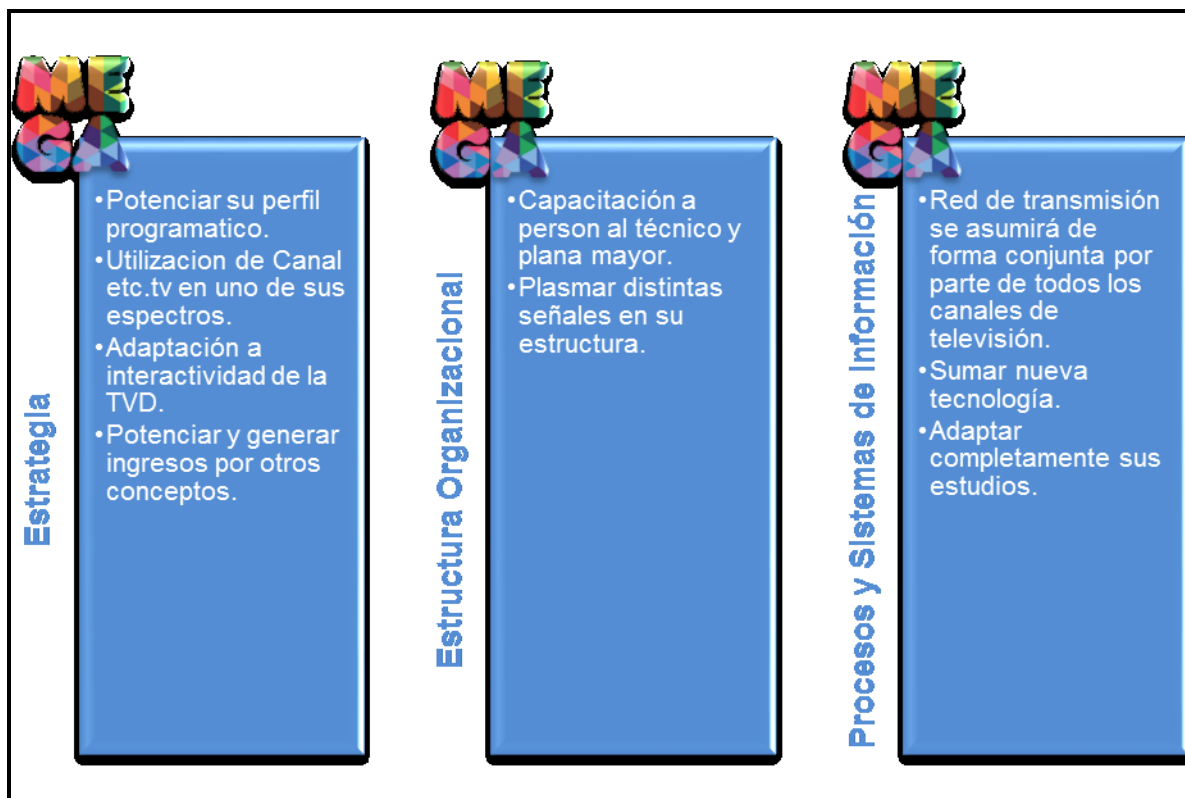 ME
GA
Estrategia
•Potenciar su perfil
programatico.
•Utilizacion de Canal
etc.tv en uno de sus
espectros.
•Adaptación a
interactividad de la
TVD.
•Potenciar y generar
ingresos por otros
conceptos.
ME
GA
Estructura Organizacional
•Capacitación a
person al técnico y
plana mayor.
•Plasmar distintas
señales en su
estructura.
ME
GA
Procesos y Sistemas de Información
•Red de transmisión
se asumirá de
forma conjunta por
parte de todos los
canales de
televisión.
•Sumar nueva
tecnología.
•Adaptar
completamente sus
estudios.